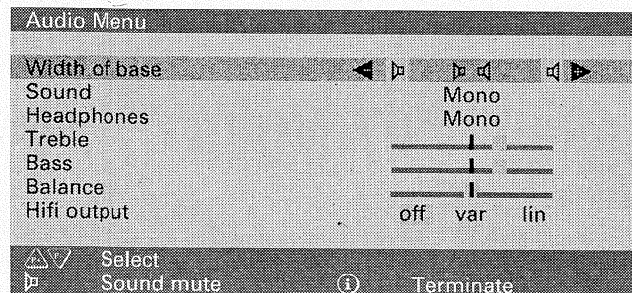 Audio Menu
Width of base
Sound Mono
Headphones Mono
Treble
Bass
Balance
Hifi output off var lin
Select
Sound mute i Terminate